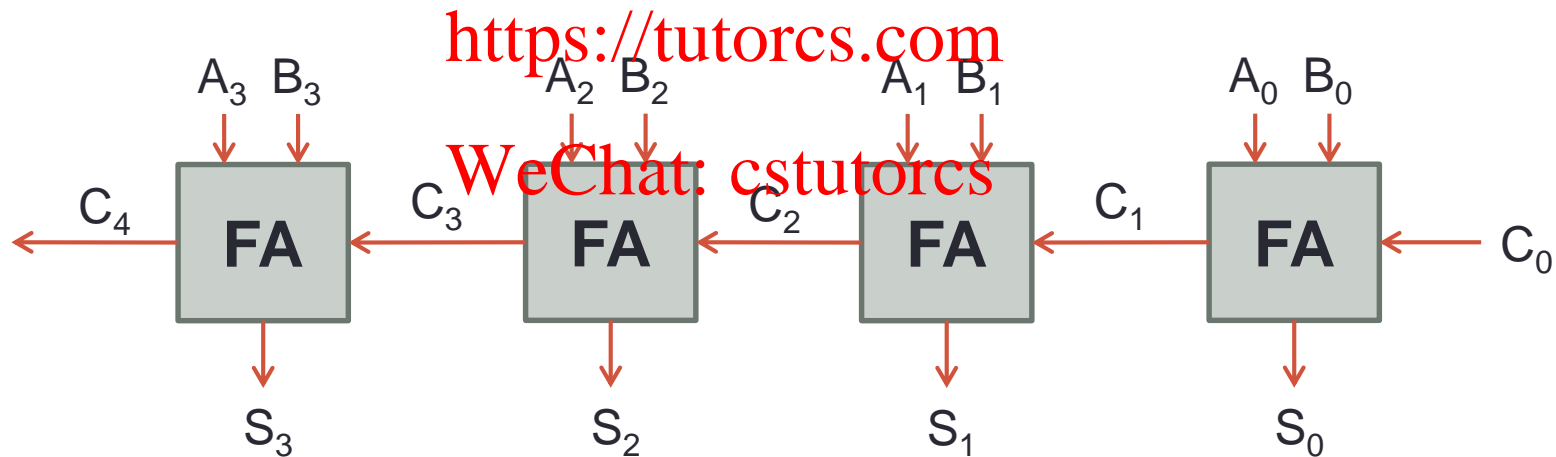 https://tutorcs.com
A₃ B₃ A₂ B₂ A₁ B₁ A₀ B₀
WeChat: cstutorcs
C₄ C₃ C₂ C₁
FA FA FA FA C₀
S₃ S₂ S₁ S₀